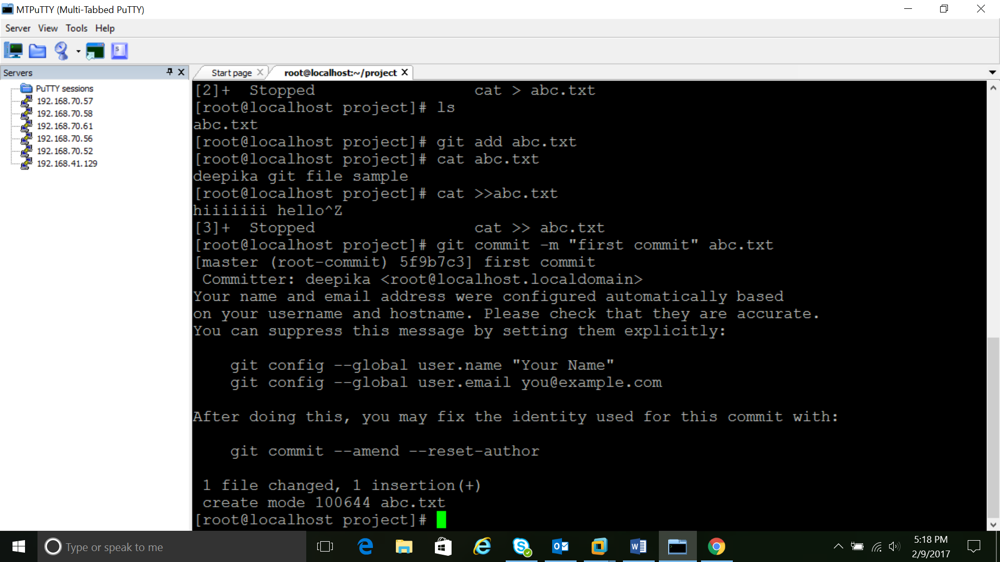 MTPuTTY (Multi-Tabbed PuTTY)
Server View Tools Help
Servers
PuTTY sessions
192.168.70.57
192.168.70.58
192.168.70.61
192.168.70.56
192.168.70.52
192.168.41.129
Start page root@localhost:~/project
[2]+  Stopped                 cat > abc.txt
[root@localhost project]# ls
abc.txt
[root@localhost project]# git add abc.txt
[root@localhost project]# cat abc.txt
deepika git file sample
[root@localhost project]# cat >>abc.txt
hiiiiiii hello^Z
[3]+  Stopped                 cat >> abc.txt
[root@localhost project]# git commit -m "first commit" abc.txt
[master (root-commit) 5f9b7c3] first commit
 Committer: deepika <root@localhost.localdomain>
Your name and email address were configured automatically based
on your username and hostname. Please check that they are accurate.
You can suppress this message by setting them explicitly:
    git config --global user.name "Your Name"
    git config --global user.email you@example.com
After doing this, you may fix the identity used for this commit with:
    git commit --amend --reset-author
 1 file changed, 1 insertion(+)
 create mode 100644 abc.txt
[root@localhost project]#
Type or speak to me
5:18 PM
2/9/2017